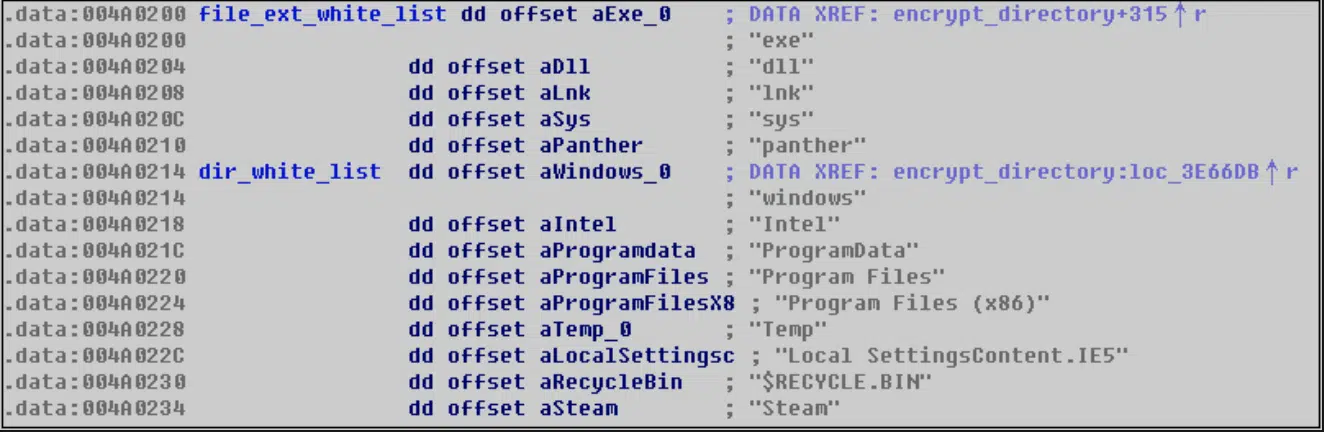 .data:004A0200 file_ext_white_list dd offset aExe_0 ; DATA XREF: encrypt_directory+315↑r
.data:004A0200 ; "exe"
.data:004A0204 dd offset aDll ; "dll"
.data:004A0208 dd offset aLnk ; "lnk"
.data:004A020C dd offset aSys ; "sys"
.data:004A0210 dd offset aPanther ; "panther"
.data:004A0214 dir_white_list dd offset aWindows_0 ; DATA XREF: encrypt_directory:loc_3E66DB↑r
.data:004A0214 ; "windows"
.data:004A0218 dd offset aIntel ; "Intel"
.data:004A021C dd offset aProgramdata ; "ProgramData"
.data:004A0220 dd offset aProgramFiles ; "Program Files"
.data:004A0224 dd offset aProgramFilesX8 ; "Program Files (x86)"
.data:004A0228 dd offset aTemp_0 ; "Temp"
.data:004A022C dd offset aLocalSettingsc ; "Local SettingsContent.IE5"
.data:004A0230 dd offset aRecycleBin ; "$RECYCLE.BIN"
.data:004A0234 dd offset aSteam ; "Steam"